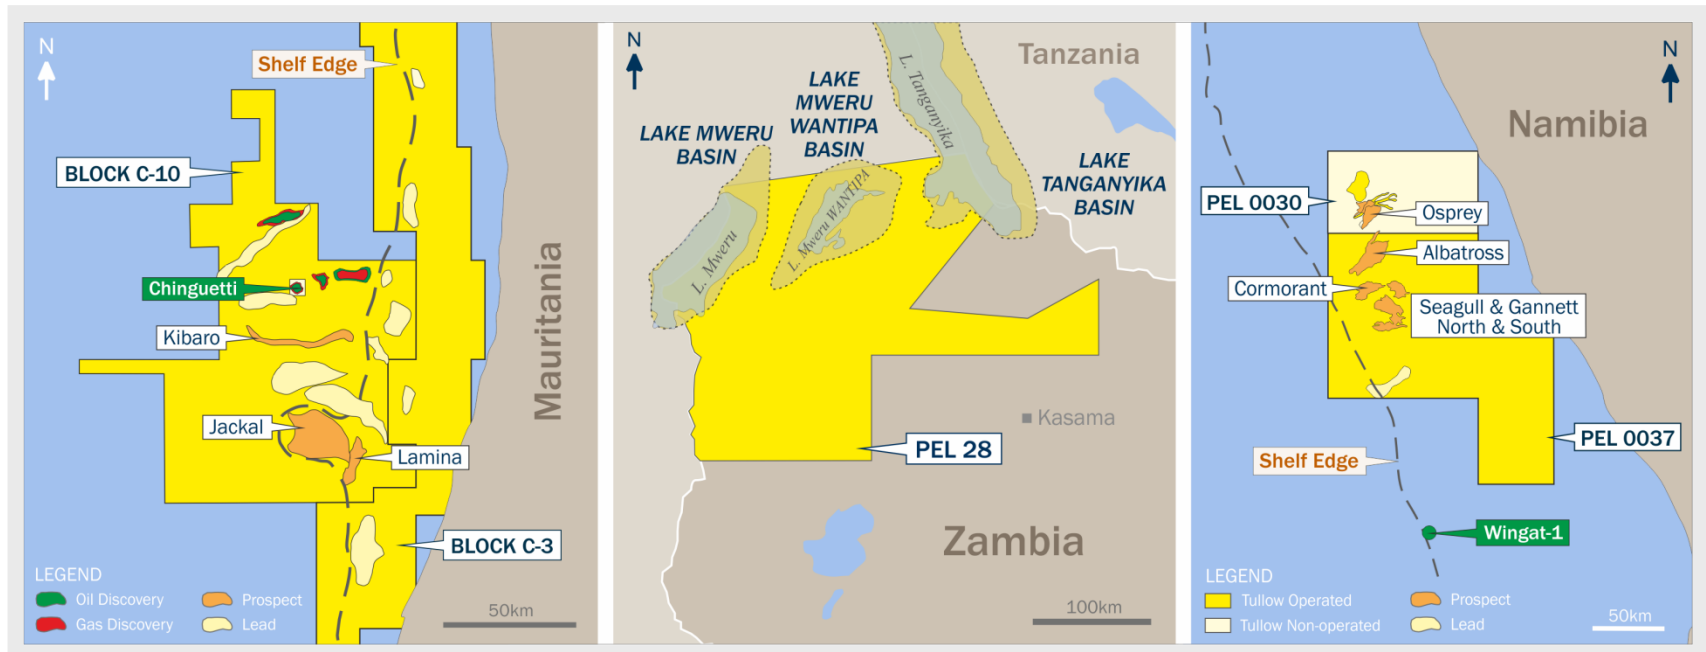 N
Shelf Edge
BLOCK C-10
Chinguetti
Kibaro
Jackal
Lamina
BLOCK C-3
Mauritania
LEGEND
Oil Discovery
Prospect
Gas Discovery
Lead
50km
N
Tanzania
LAKE
MWERU
WANTIPA
BASIN
LAKE MWERU
BASIN
L. Tanganyika
LAKE
TANGANYIKA
BASIN
L. Mweru WANTIPA
L. Mweru
Kasama
PEL 28
Zambia
100km
N
Namibia
PEL 0030
Osprey
Albatross
Cormorant
Seagull & Gannett
North & South
PEL 0037
Shelf Edge
Wingat-1
LEGEND
Tullow Operated
Prospect
Tullow Non-operated
Lead
50km